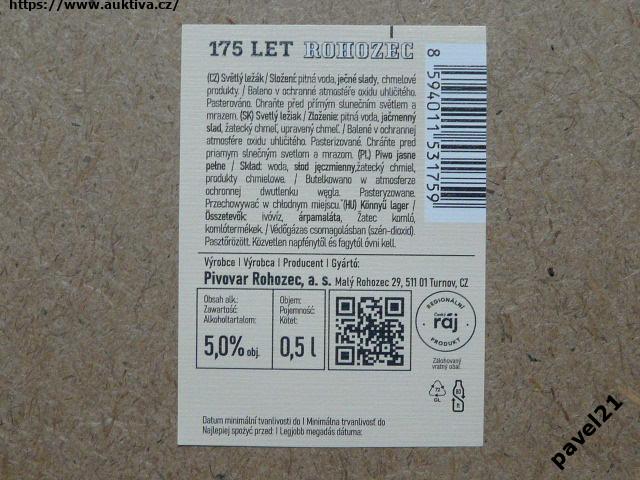 https://www.auktiva.cz/
175 LET ROHOZEC
(CZ) Světlý ležák / Složení: pitná voda, ječné slady, chmelové
produkty. / Baleno v ochranné atmosféře oxidu uhličitého.
Pasterováno. Chraňte před přímým slunečním světlem a
mrazem. (SK) Svetlý ležiak / Zloženie: pitná voda, jačmenný
slad, žatecký chmeľ, upravený chmeľ. / Balené v ochrannej
atmosfére oxidu uhličitého. Pasterizované. Chráňte pred
priamym slnečným svetlom a mrazom. (PL) Piwo jasne
pełne / Skład: woda, słód jęczmienny,żatecký chmiel,
produkty chmielowe. / Butelkowano w atmosferze
ochronnej dwutlenku węgla. Pasteryzowane.
Przechowywać w chłodnym miejscu. (HU) Könnyű lager /
Összetevők: ivóvíz, árpamaláta, Žatec komló,
komlótermékek. / Védőgázas csomagolásban (szén-dioxid).
Pasztőrözött. Közvetlen napfénytől és fagytól óvni kell.
8 594011 531759
Výrobce | Výrobca | Producent | Gyártó:
Pivovar Rohozec, a. s. Malý Rohozec 29, 511 01 Turnov, CZ
Obsah alk.:
Zawartość:
Alkoholtartalom:
5,0% obj.
Objem:
Pojemność:
Kötet:
0,5 l
REGIONÁLNÍ
Český
ráj
PRODUKT
Zálohovaný
vratný obal.
72
GL
Datum minimální tranlivosti do | Minimálna trvanlivosť do
Najlepiej spożyć przed: | Legjobb megadás dátuma:
pavel21